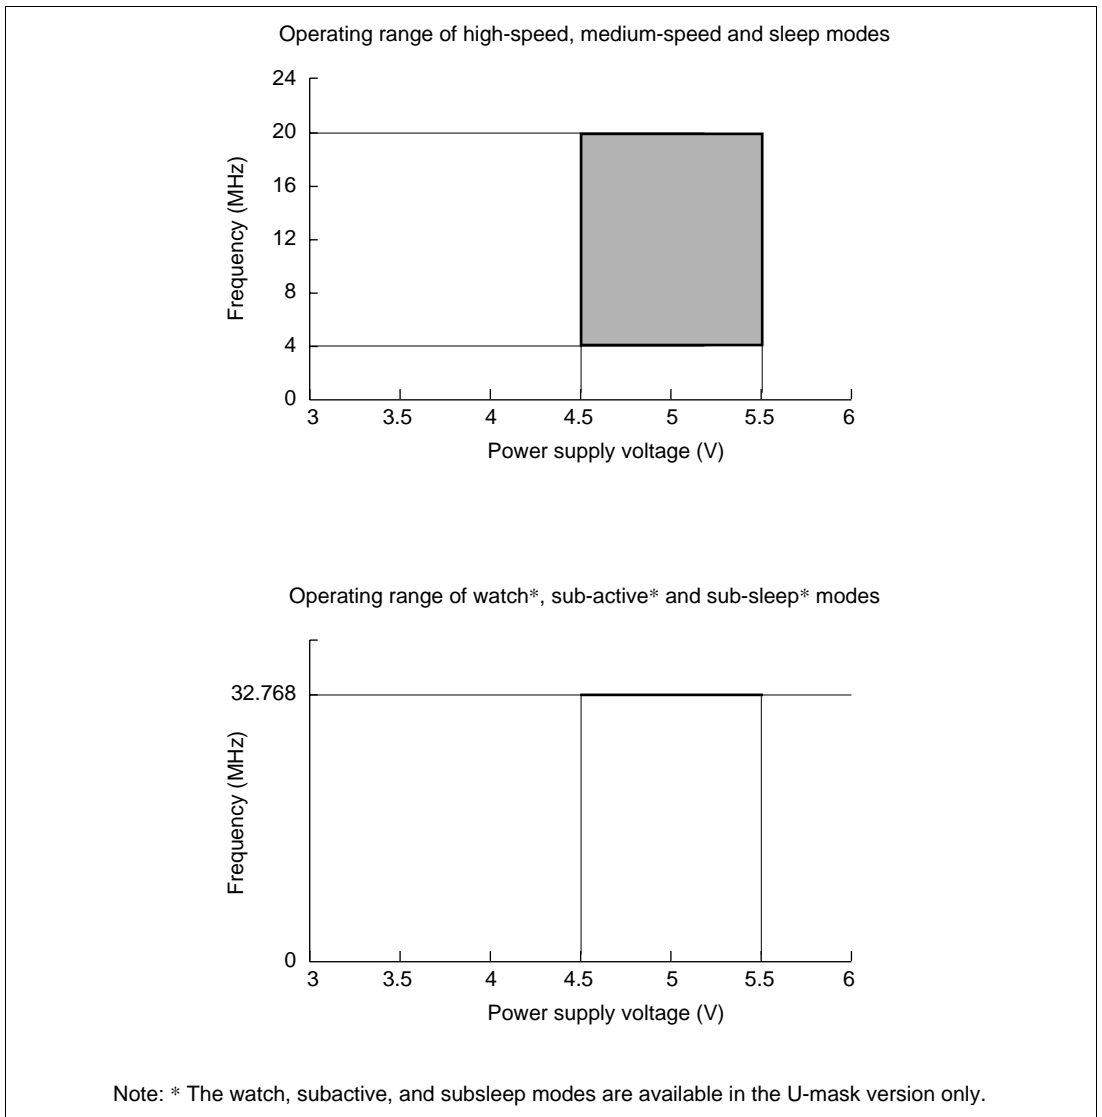 Operating range of high-speed, medium-speed and sleep modes
24
20
16
12
8
4
0
Frequency (MHz)
3 3.5 4 4.5 5 5.5 6
Power supply voltage (V)
Operating range of watch*, sub-active* and sub-sleep* modes
32.768
0
Frequency (MHz)
3 3.5 4 4.5 5 5.5 6
Power supply voltage (V)
Note: * The watch, subactive, and subsleep modes are available in the U-mask version only.